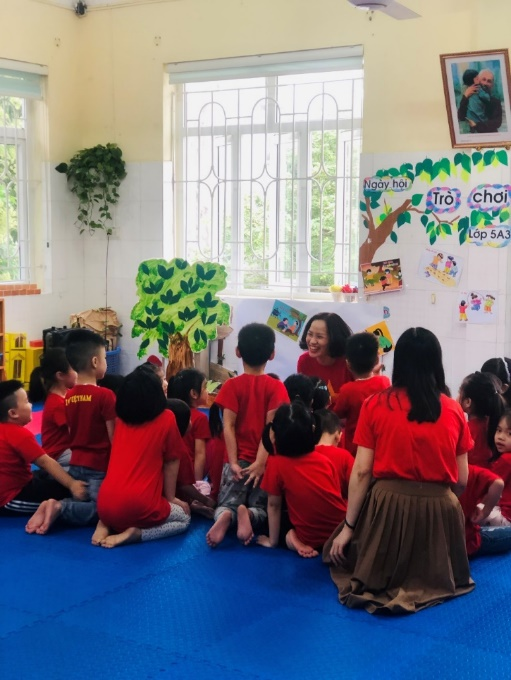 Ngày hội
Trò chơi
Lớp 5A3
VIỆT NAM